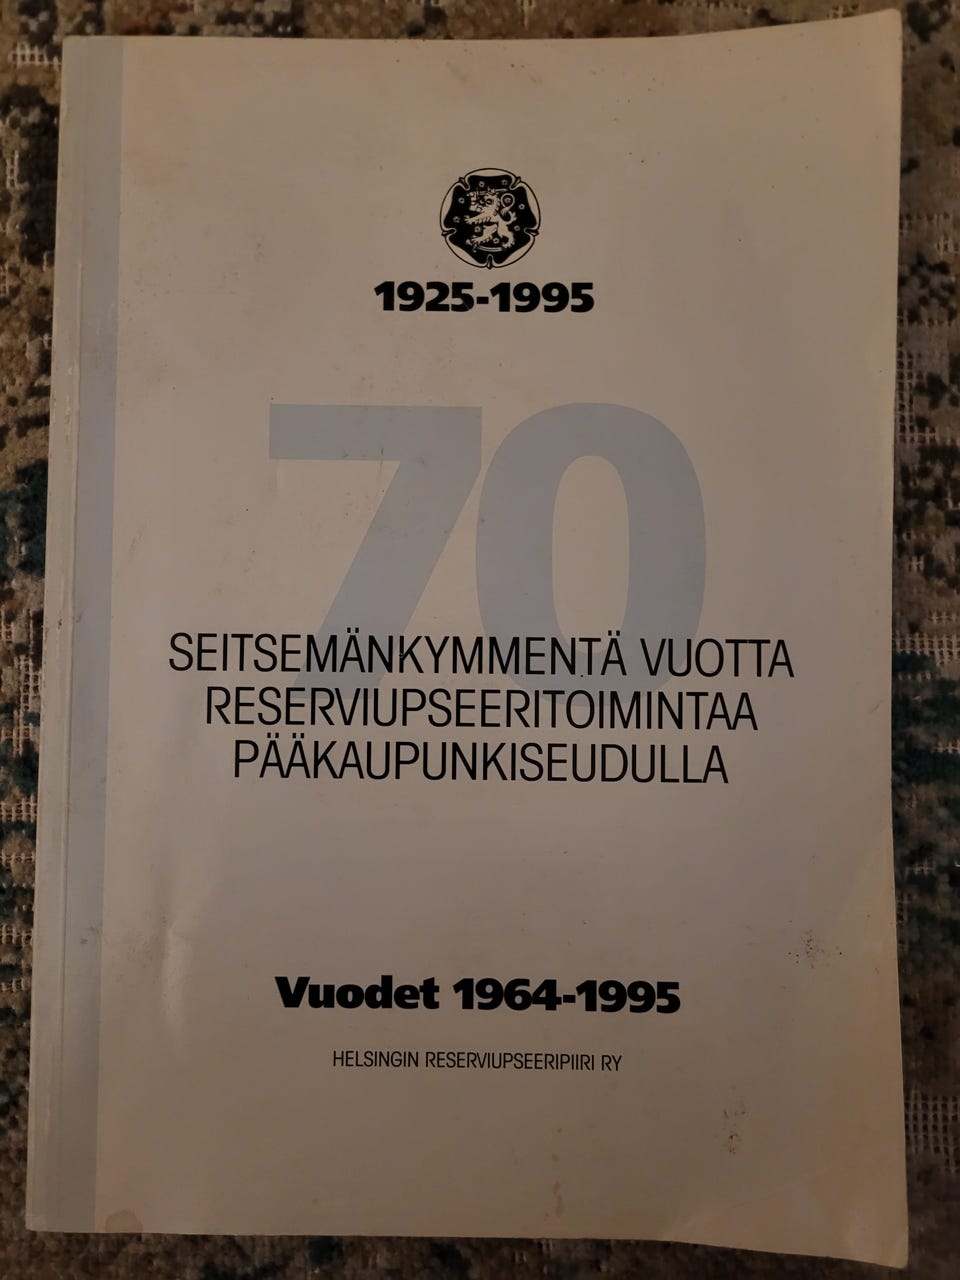 1925-1995
70
SEITSEMÄNKYMMENTÄ VUOTTA
RESERVIUPSEERITOIMINTAA
PÄÄKAUPUNKISEUDULLA
Vuodet 1964-1995
HELSINGIN RESERVIUPSEERIPIIRI RY